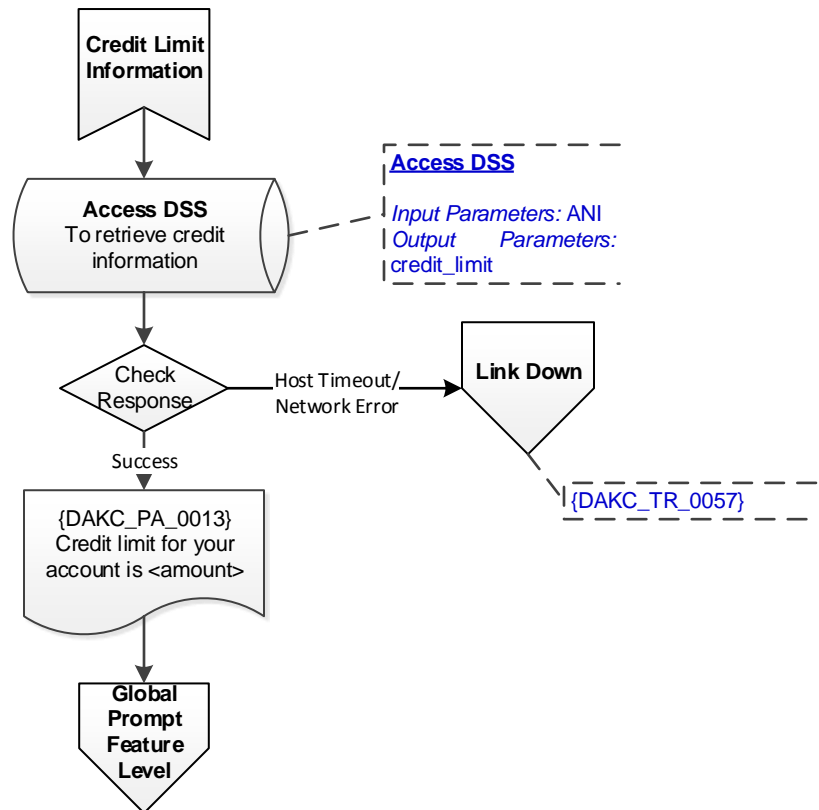 Credit Limit
Information
Access DSS
To retrieve credit
information
Access DSS
Input Parameters: ANI
Output Parameters:
credit_limit
Check
Response
Host Timeout/
Network Error
Link Down
{DAKC_TR_0057}
Success
{DAKC_PA_0013}
Credit limit for your
account is <amount>
Global
Prompt
Feature
Level